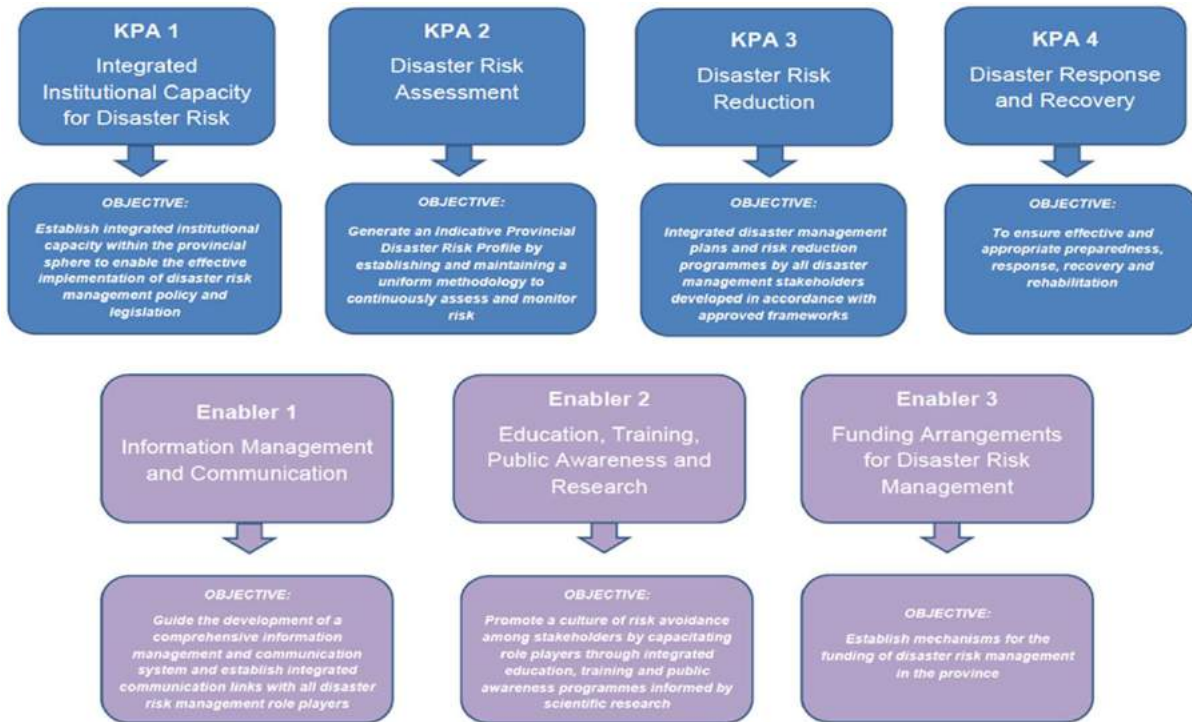 KPA 1
Integrated
Institutional Capacity
for Disaster Risk
KPA 2
Disaster Risk
Assessment
KPA 3
Disaster Risk
Reduction
KPA 4
Disaster Response
and Recovery
OBJECTIVE:
Establish integrated institutional
capacity within the provincial
sphere to enable the effective
implementation of disaster risk
management policy and
legislation
OBJECTIVE:
Generate an Indicative Provincial
Disaster Risk Profile by
establishing and maintaining a
uniform methodology to
continuously assess and monitor
risk
OBJECTIVE:
Integrated disaster management
plans and risk reduction
programmes by all disaster
management stakeholders
developed in accordance with
approved frameworks
OBJECTIVE:
To ensure effective and
appropriate preparedness,
response, recovery and
rehabilitation
Enabler 1
Information Management
and Communication
Enabler 2
Education, Training,
Public Awareness and
Research
Enabler 3
Funding Arrangements
for Disaster Risk
Management
OBJECTIVE:
Guide the development of a
comprehensive information
management and communication
system and establish integrated
communication links with all disaster
risk management role players
OBJECTIVE:
Promote a culture of risk avoidance
among stakeholders by capacitating
role players through integrated
education, training and public
awareness programmes informed by
scientific research
OBJECTIVE:
Establish mechanisms for the
funding of disaster risk management
in the province